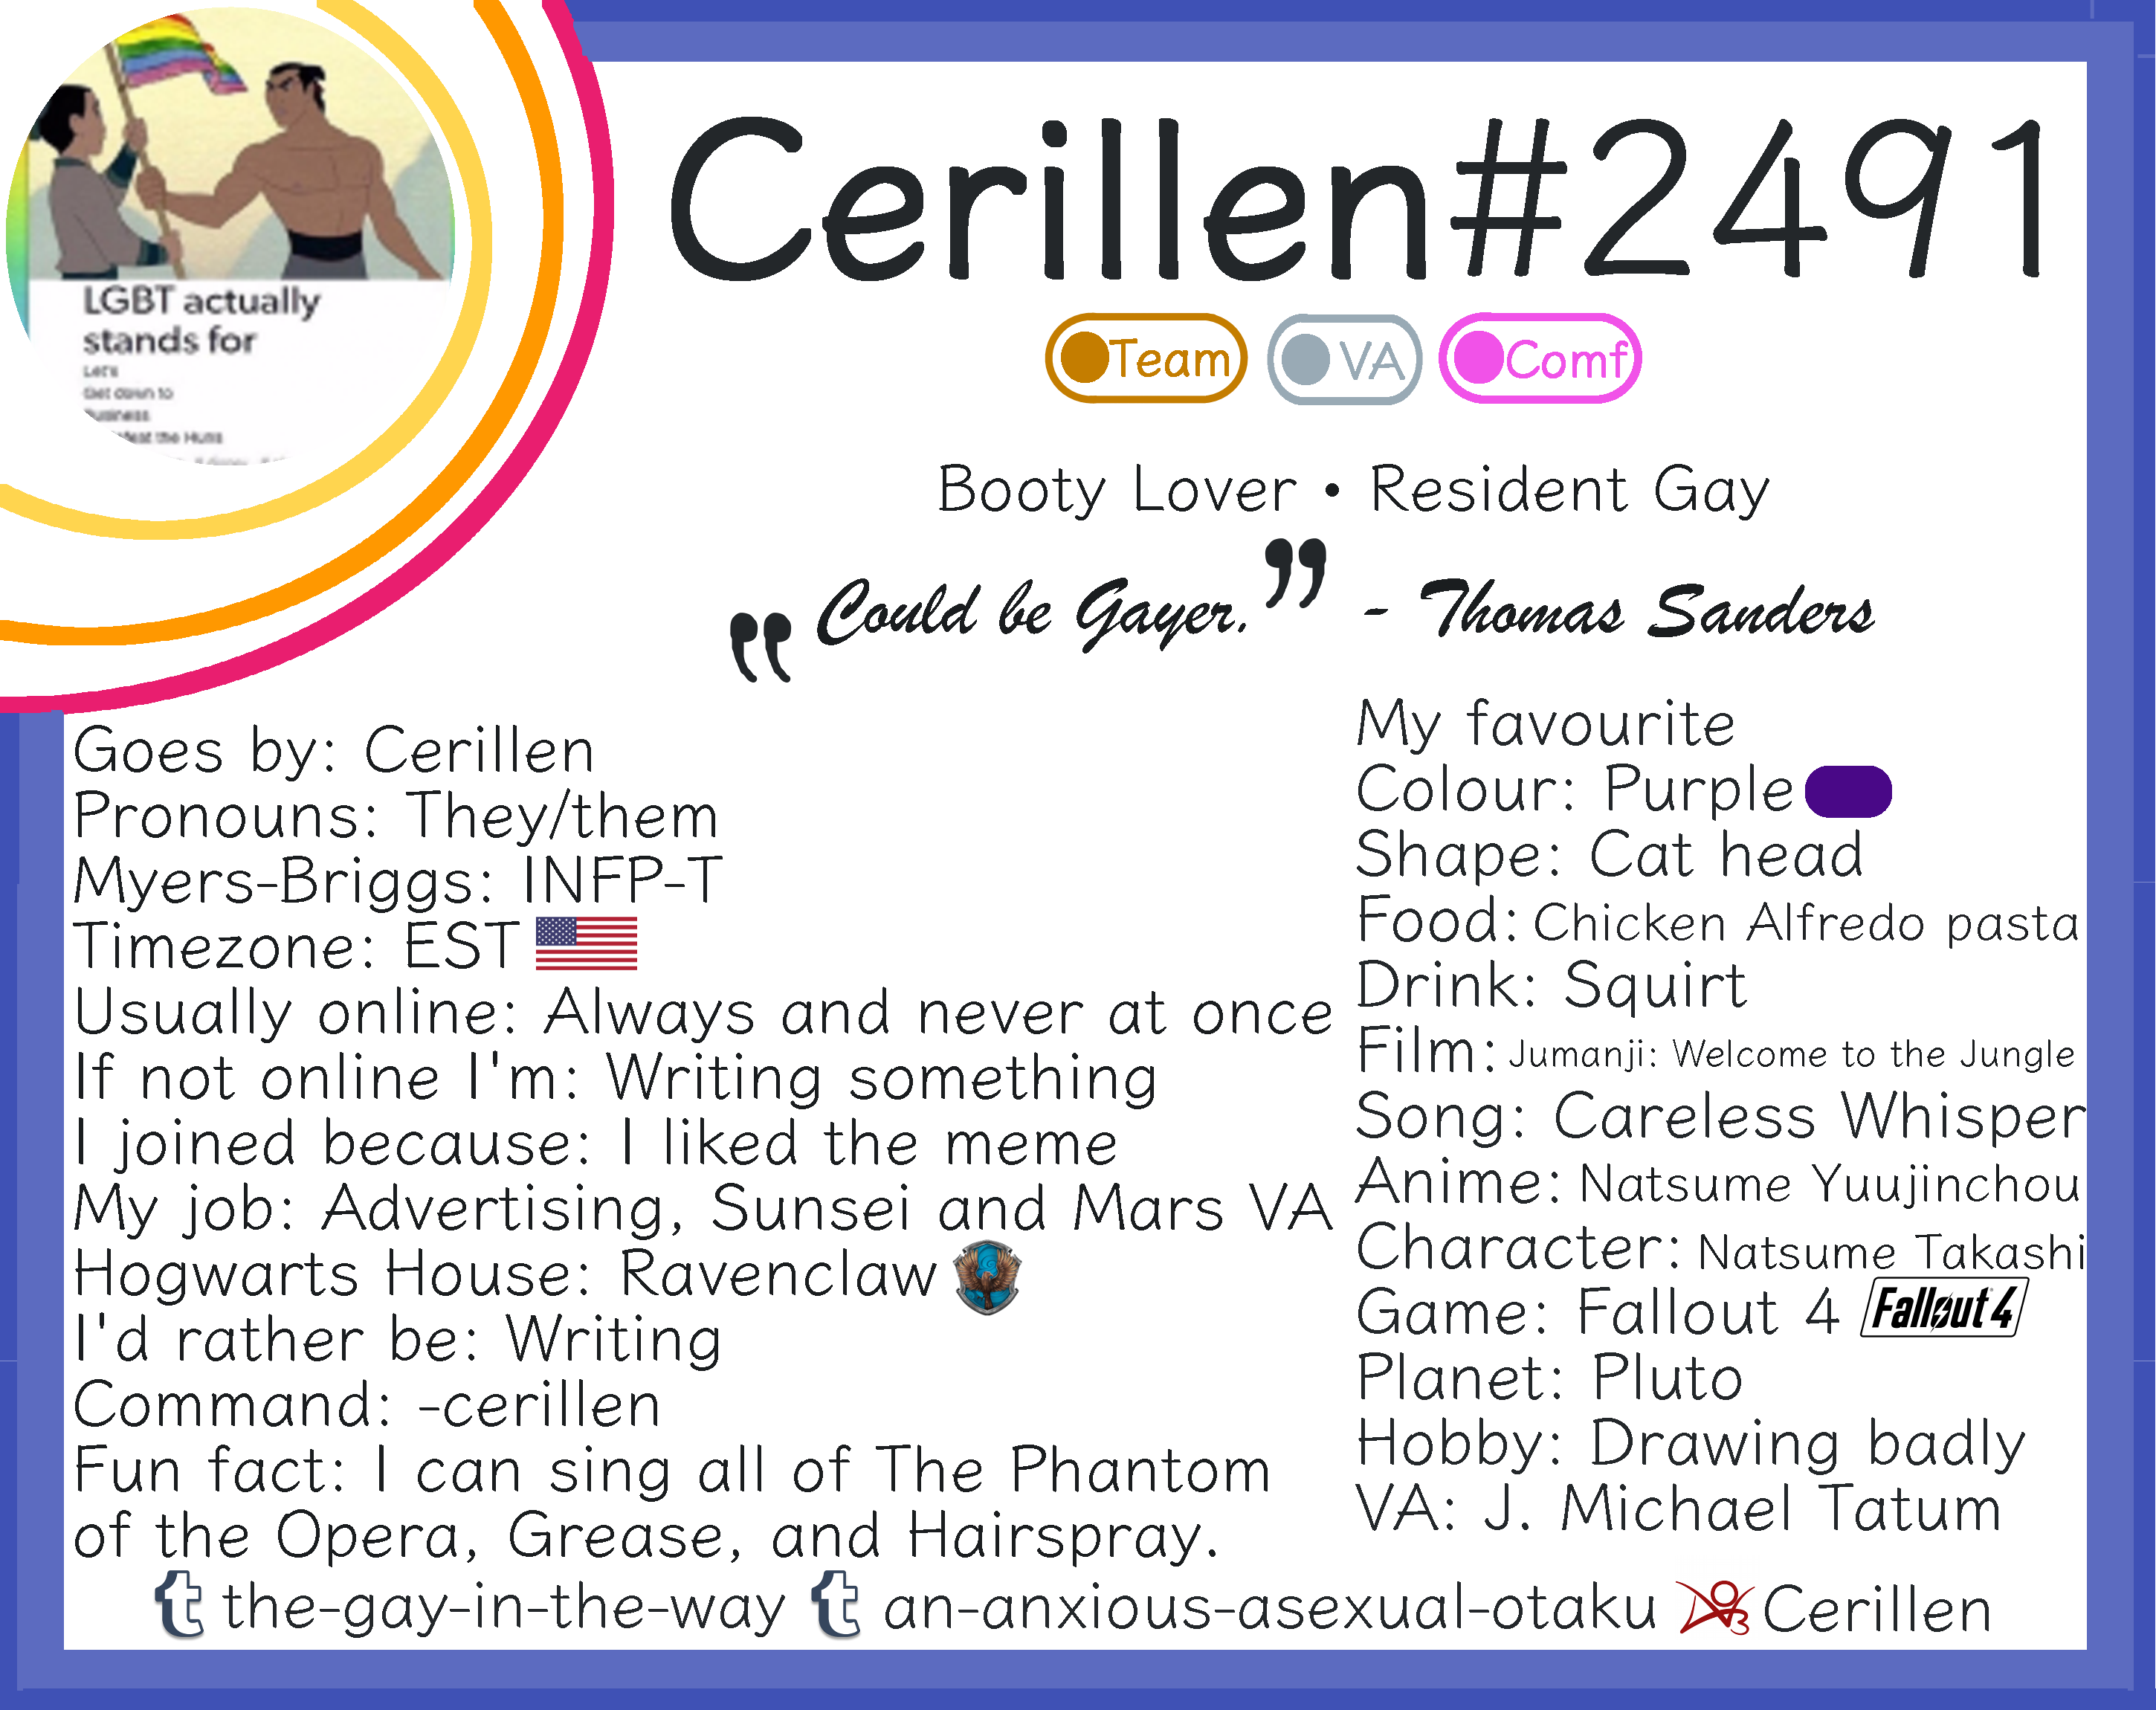 LGBT actually
stands for
Let's
Get down to
Business
the Huns
Cerillen#2491
Team VA Comf
Booty Lover • Resident Gay
„Could be Gayer.” - Thomas Sanders
Goes by: Cerillen
Pronouns: They/them
Myers-Briggs: INFP-T
Timezone: EST
Usually online: Always and never at once
If not online I'm: Writing something
I joined because: I liked the meme
My job: Advertising, Sunsei and Mars VA
Hogwarts House: Ravenclaw
I'd rather be: Writing
Command: -cerillen
Fun fact: I can sing all of The Phantom
of the Opera, Grease, and Hairspray.
My favourite
Colour: Purple
Shape: Cat head
Food: Chicken Alfredo pasta
Drink: Squirt
Film: Jumanji: Welcome to the Jungle
Song: Careless Whisper
Anime: Natsume Yuujinchou
Character: Natsume Takashi
Game: Fallout 4 Fallout 4
Planet: Pluto
Hobby: Drawing badly
VA: J. Michael Tatum
t the-gay-in-the-way t an-anxious-asexual-otaku Cerillen